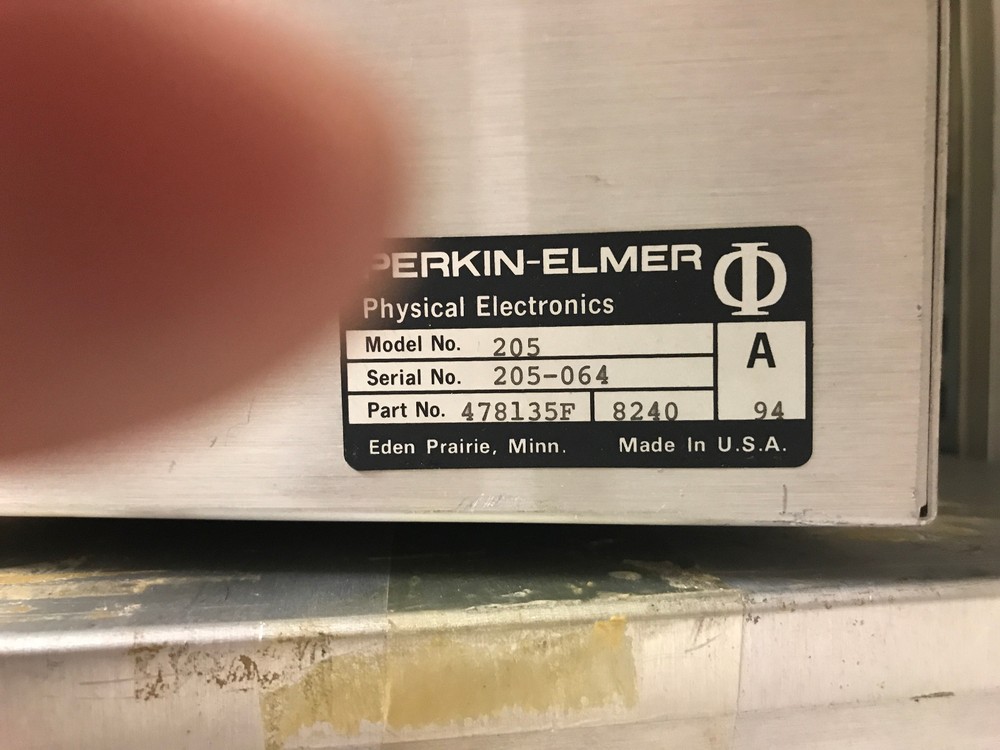 PERKIN-ELMER Φ
Physical Electronics
Model No. 205
A
Serial No. 205-064
Part No. 478135F 8240 94
Eden Prairie, Minn. Made In U.S.A.